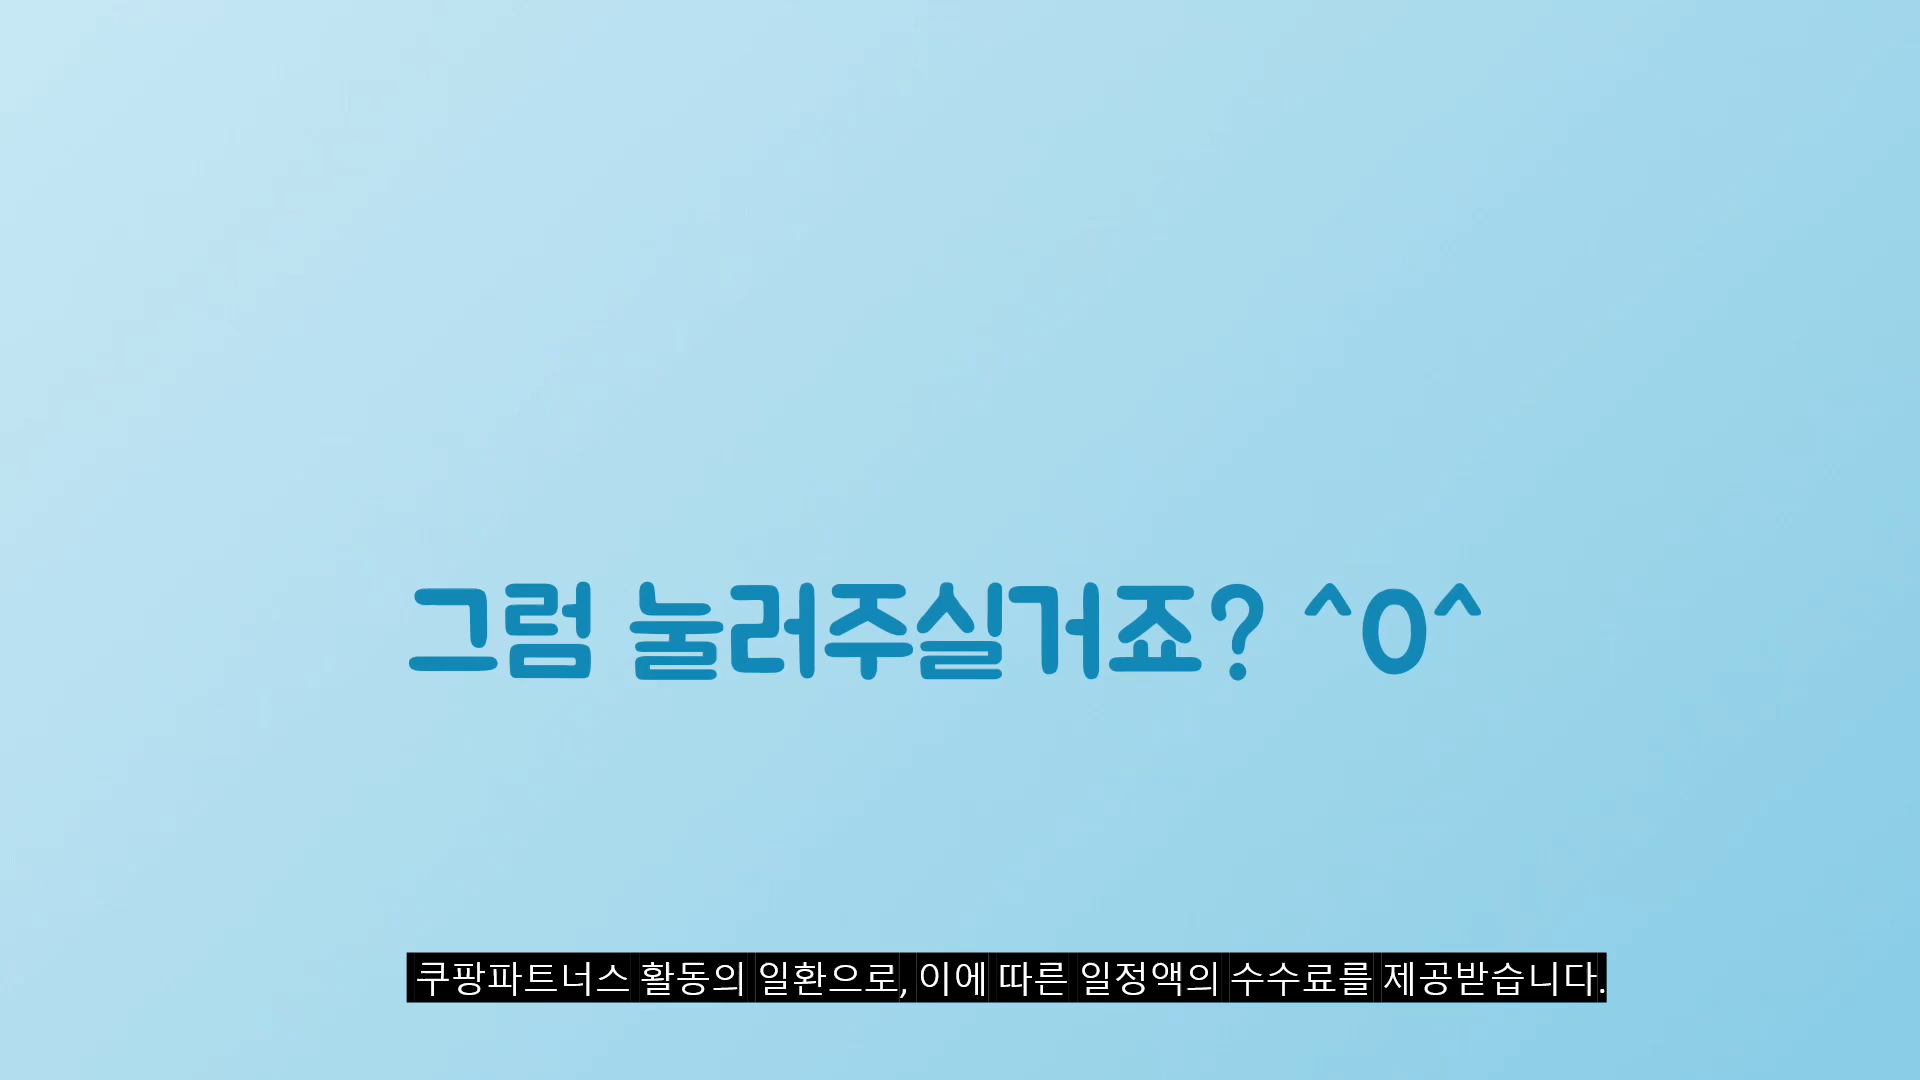 그럼 눌러주실거죠? ^0^
쿠팡파트너스 활동의 일환으로, 이에 따른 일정액의 수수료를 제공받습니다.